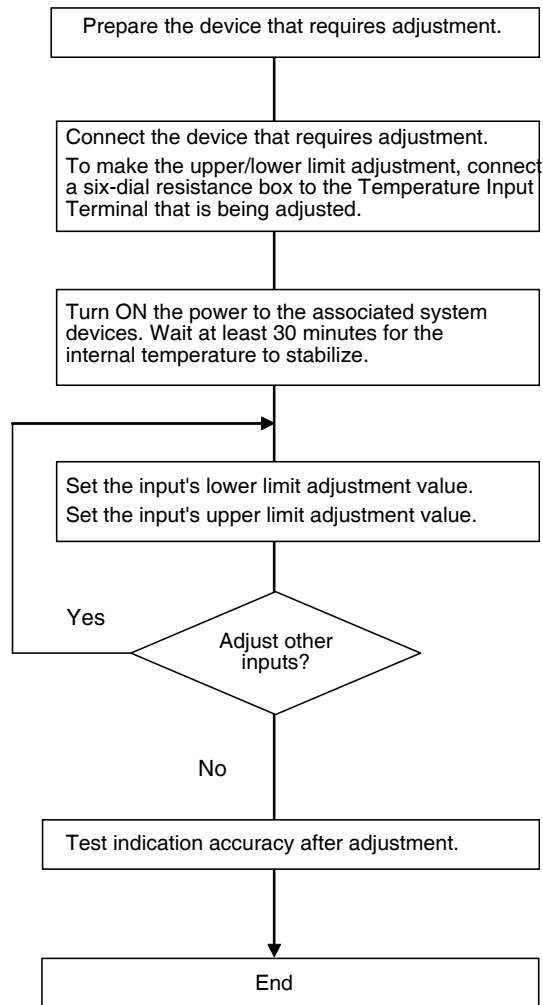 Prepare the device that requires adjustment.
Connect the device that requires adjustment.
To make the upper/lower limit adjustment, connect
a six-dial resistance box to the Temperature Input
Terminal that is being adjusted.
Turn ON the power to the associated system
devices. Wait at least 30 minutes for the
internal temperature to stabilize.
Set the input's lower limit adjustment value.
Set the input's upper limit adjustment value.
Yes
Adjust other
inputs?
No
Test indication accuracy after adjustment.
End